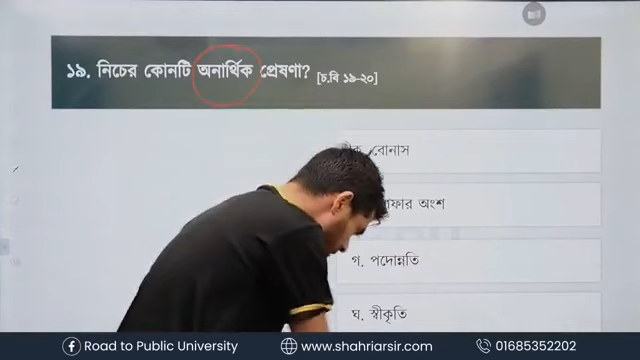 ১৯. নিচের কোনটি অনার্থিক প্রেষণা? [চ.বি ১৯-২০]
ক. বোনাস
অংশ
গ. পদোন্নতি
ঘ. স্বীকৃতি
Road to Public University www.shahriarsir.com 01685352202